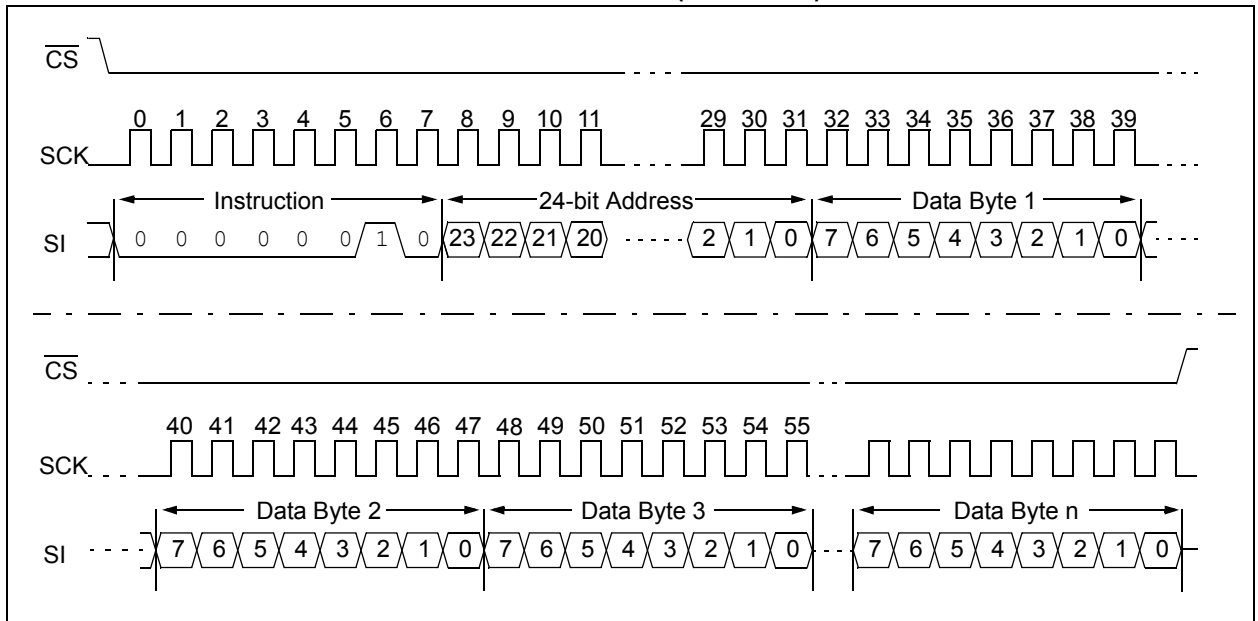 CS
0 1 2 3 4 5 6 7 8 9 10 11 29 30 31 32 33 34 35 36 37 38 39
SCK
Instruction 24-bit Address Data Byte 1
SI 0 0 0 0 0 0 1 0 23 22 21 20 2 1 0 7 6 5 4 3 2 1 0
CS
40 41 42 43 44 45 46 47 48 49 50 51 52 53 54 55
SCK
Data Byte 2 Data Byte 3 Data Byte n
SI 7 6 5 4 3 2 1 0 7 6 5 4 3 2 1 0 7 6 5 4 3 2 1 0